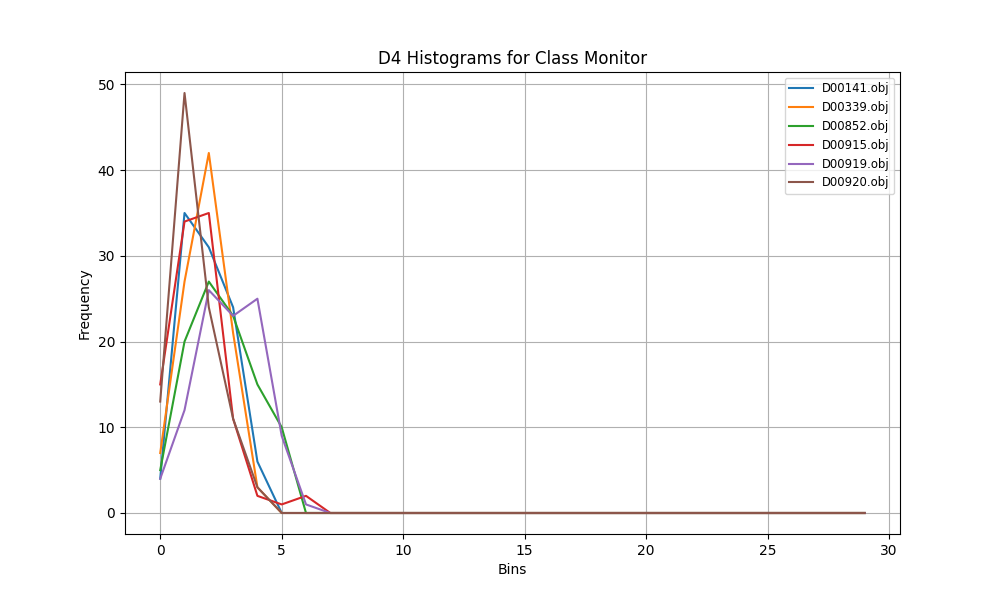 D4 Histograms for Class Monitor
50
40
30
20
10
0
Frequency
0 5 10 15 20 25 30
Bins
D00141.obj
D00339.obj
D00852.obj
D00915.obj
D00919.obj
D00920.obj